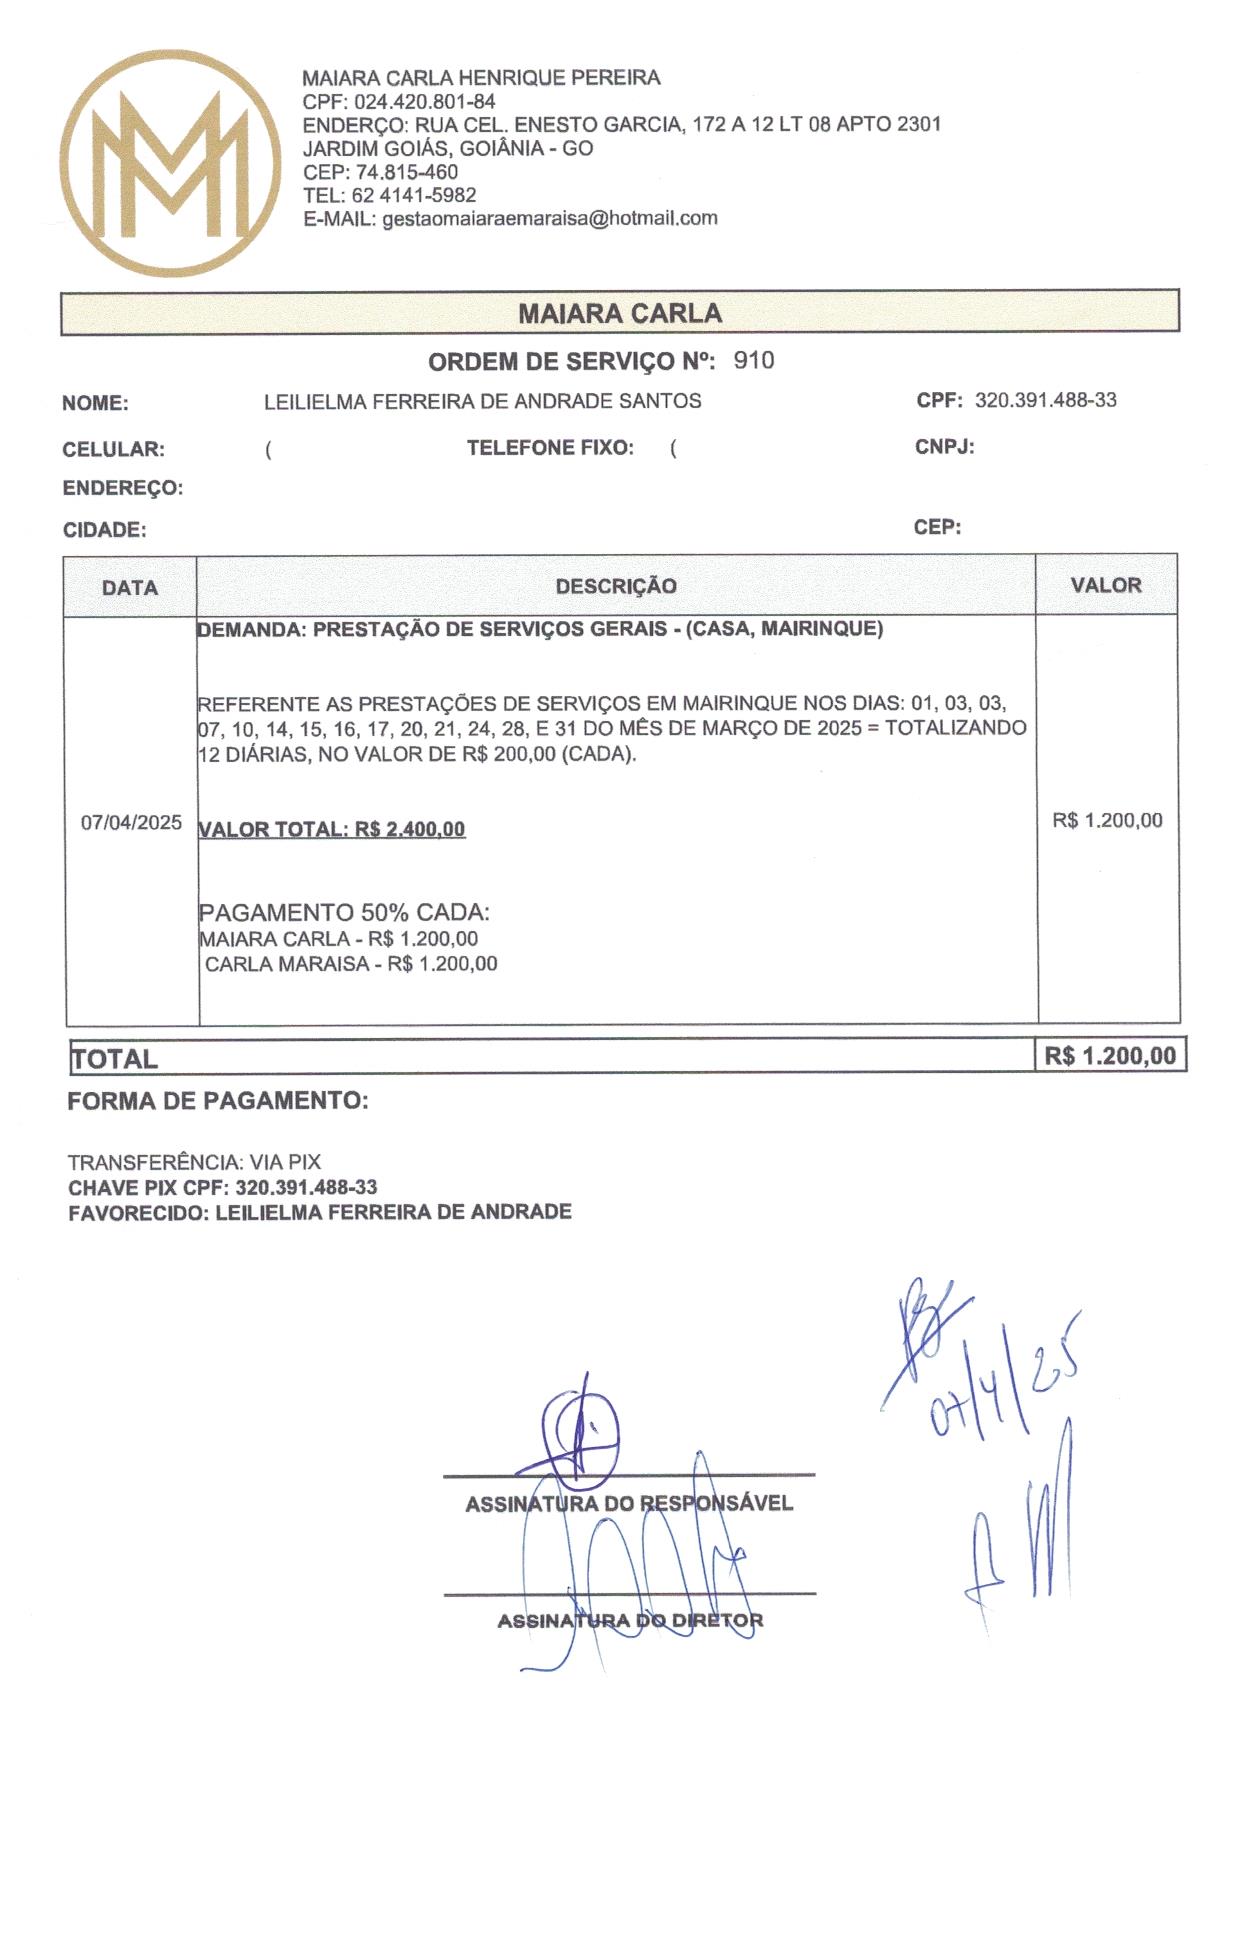 MAIARA CARLA HENRIQUE PEREIRA
CPF: 024.420.801-84
ENDERÇO: RUA CEL. ENESTO GARCIA, 172 A 12 LT 08 APTO 2301
JARDIM GOIÁS, GOIÂNIA - GO
CEP: 74.815-460
TEL: 62 4141-5982
E-MAIL: gestaomaiaraemaraisa@hotmail.com
MAIARA CARLA
ORDEM DE SERVIÇO Nº: 910
NOME: LEILIELMA FERREIRA DE ANDRADE SANTOS CPF: 320.391.488-33
CELULAR: ( TELEFONE FIXO: ( CNPJ:
ENDEREÇO:
CIDADE: CEP:
DATA DESCRIÇÃO VALOR
DEMANDA: PRESTAÇÃO DE SERVIÇOS GERAIS - (CASA, MAIRINQUE)
REFERENTE AS PRESTAÇÕES DE SERVIÇOS EM MAIRINQUE NOS DIAS: 01, 03, 03,
07, 10, 14, 15, 16, 17, 20, 21, 24, 28, E 31 DO MÊS DE MARÇO DE 2025 = TOTALIZANDO
12 DIÁRIAS, NO VALOR DE R$ 200,00 (CADA).
07/04/2025 VALOR TOTAL: R$ 2.400,00 R$ 1.200,00
PAGAMENTO 50% CADA:
MAIARA CARLA - R$ 1.200,00
CARLA MARAISA - R$ 1.200,00
TOTAL R$ 1.200,00
FORMA DE PAGAMENTO:
TRANSFERÊNCIA: VIA PIX
CHAVE PIX CPF: 320.391.488-33
FAVORECIDO: LEILIELMA FERREIRA DE ANDRADE
07/4/25
ASSINATURA DO RESPONSÁVEL
ASSINATURA DO DIRETOR